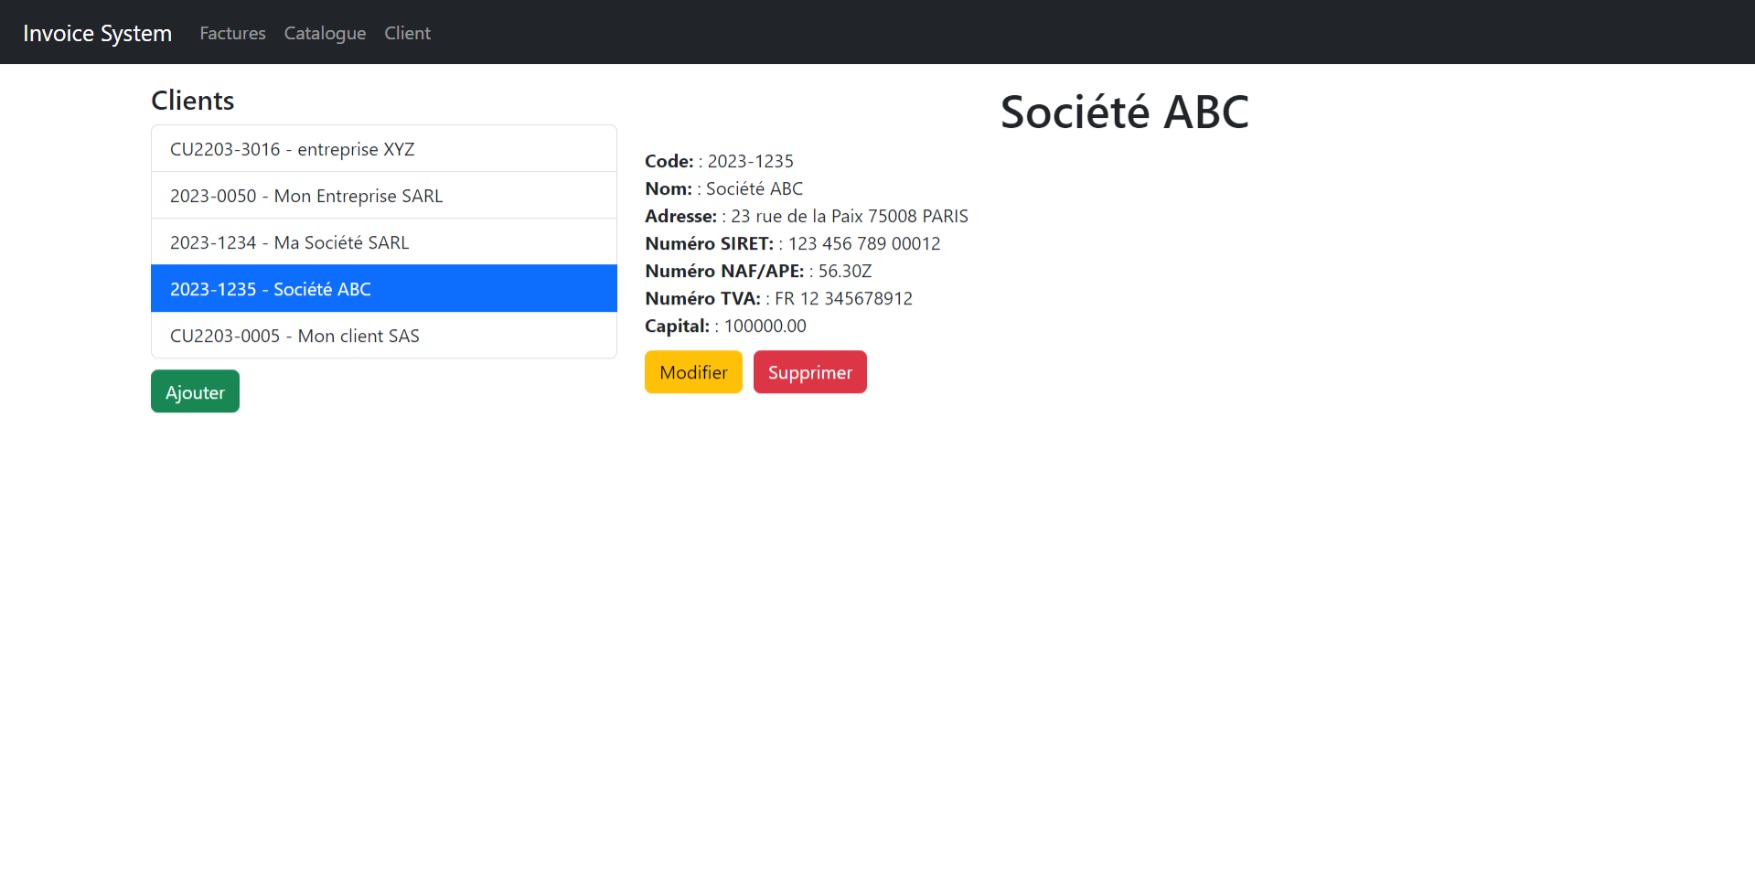 Invoice System Factures Catalogue Client
Clients
CU2203-3016 - entreprise XYZ
2023-0050 - Mon Entreprise SARL
2023-1234 - Ma Société SARL
2023-1235 - Société ABC
CU2203-0005 - Mon client SAS
Ajouter
Société ABC
Code: : 2023-1235
Nom: : Société ABC
Adresse: : 23 rue de la Paix 75008 PARIS
Numéro SIRET: : 123 456 789 00012
Numéro NAF/APE: : 56.30Z
Numéro TVA: : FR 12 345678912
Capital: : 100000.00
Modifier Supprimer